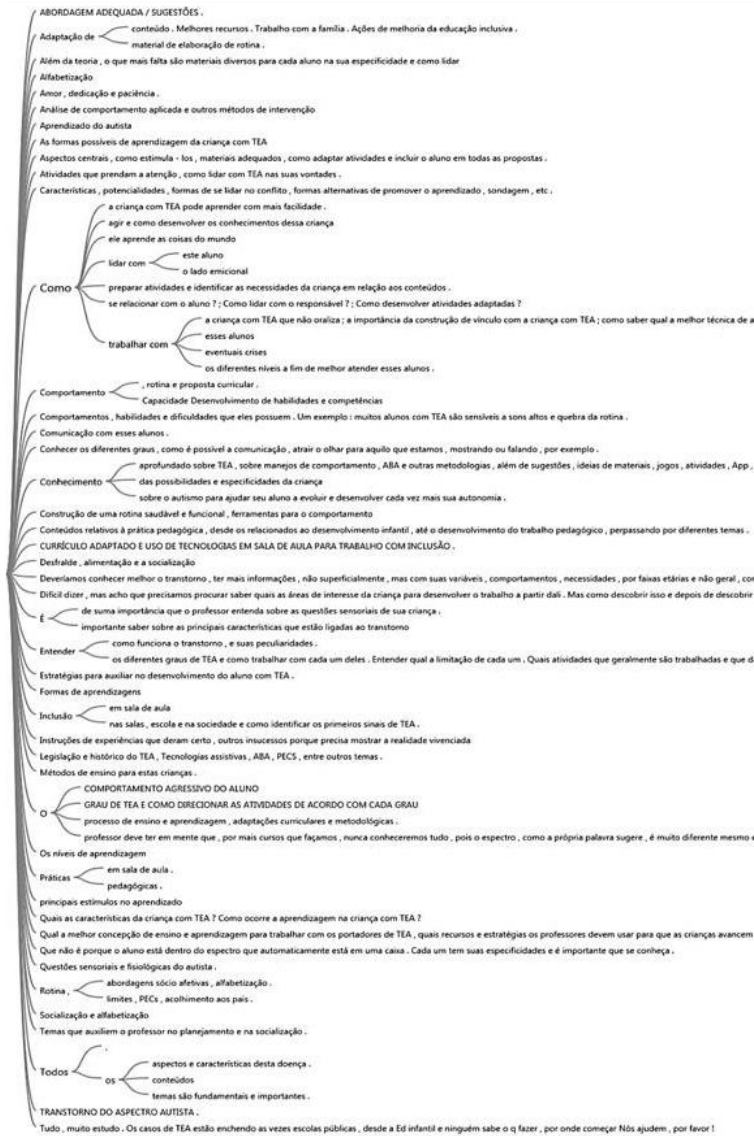 ABORDAGEM ADEQUADA / SUGESTÕES .
Adaptação de
conteúdo . Melhores recursos . Trabalho com a família . Ações de melhoria da educação inclusiva .
material de elaboração de rotina .
Além da teoria , o que mais falta são materiais diversos para cada aluno na sua especificidade e como lidar
Alfabetização
Amor , dedicação e paciência .
Análise de comportamento aplicada e outros métodos de intervenção
Aprendizado do autista
As formas possíveis de aprendizagem da criança com TEA
Aspectos centrais , como estimula - los , materiais adequados , como adaptar atividades e incluir o aluno em todas as propostas .
Atividades que prendam a atenção , como lidar com TEA nas suas vontades .
Características , potencialidades , formas de se lidar no conflito , formas alternativas de promover o aprendizado , sondagem , etc .
Como
a criança com TEA pode aprender com mais facilidade .
agir e como desenvolver os conhecimentos dessa criança
ele aprende as coisas do mundo
lidar com
este aluno
o lado emicional
preparar atividades e identificar as necessidades da criança em relação aos conteúdos .
se relacionar com o aluno ? ; Como lidar com o responsável ? ; Como desenvolver atividades adaptadas ?
trabalhar com
a criança com TEA que não oraliza ; a importância da construção de vínculo com a criança com TEA ; como saber qual a melhor técnica de a
esses alunos
eventuais crises
os diferentes níveis a fim de melhor atender esses alunos .
Comportamento
, rotina e proposta curricular .
Capacidade Desenvolvimento de habilidades e competências
Comportamentos , habilidades e dificuldades que eles possuem . Um exemplo : muitos alunos com TEA são sensíveis a sons altos e quebra da rotina .
Comunicação com esses alunos .
Conhecer os diferentes graus , como é possivel a comunicação , atrair o olhar para aquilo que estamos , mostrando ou falando , por exemplo .
Conhecimento
aprofundado sobre TEA , sobre manejos de comportamento , ABA e outras metodologias , além de sugestões , ideias de materiais , jogos , atividades , App ,
das possibilidades e especificidades da criança
sobre o autismo para ajudar seu aluno a evoluir e desenvolver cada vez mais sua autonomia .
Construção de uma rotina saudável e funcional , ferramentas para o comportamento
Conteúdos relativos à prática pedagógica , desde os relacionados ao desenvolvimento infantil , até o desenvolvimento do trabalho pedagógico , perpassando por diferentes temas .
CURRÍCULO ADAPTADO E USO DE TECNOLOGIAS EM SALA DE AULA PARA TRABALHO COM INCLUSÃO .
Desfralde , alimentação e a socialização
Deveríamos conhecer melhor o transtorno , ter mais informações , não superficialmente , mas com suas variáveis , comportamentos , necessidades , por faixas etárias e não geral , con
Difícil dizer , mas acho que precisamos procurar saber quais as áreas de interesse da criança para desenvolver o trabalho a partir dali . Mas como descobrir isso e depois de descobrir
É
de suma importância que o professor entenda sobre as questões sensoriais de sua criança .
importante saber sobre as principais características que estão ligadas ao transtorno
Entender
como funciona o transtorno , e suas peculiaridades .
os diferentes graus de TEA e como trabalhar com cada um deles . Entender qual a limitação de cada um . Quais atividades que geralmente são trabalhadas e que d
Estratégias para auxiliar no desenvolvimento do aluno com TEA .
Formas de aprendizagens
Inclusão
em sala de aula
nas salas , escola e na sociedade e como identificar os primeiros sinais de TEA .
Instruções de experiências que deram certo , outros insucessos porque precisa mostrar a realidade vivenciada
Legislação e histórico do TEA , Tecnologias assistivas , ABA , PECS , entre outros temas .
Métodos de ensino para estas crianças .
O
COMPORTAMENTO AGRESSIVO DO ALUNO
GRAU DE TEA E COMO DIRECIONAR AS ATIVIDADES DE ACORDO COM CADA GRAU
processo de ensino e aprendizagem , adaptações curriculares e metodológicas .
professor deve ter em mente que , por mais cursos que façamos , nunca conheceremos tudo , pois o espectro , como a própria palavra sugere , é muito diferente mesmo e
Os níveis de aprendizagem
Práticas
em sala de aula .
pedagógicas .
principais estímulos no aprendizado
Quais as características da criança com TEA ? Como ocorre a aprendizagem na criança com TEA ?
Qual a melhor concepção de ensino e aprendizagem para trabalhar com os portadores de TEA , quais recursos e estratégias os professores devem usar para que as crianças avancem
Que não é porque o aluno está dentro do espectro que automaticamente está em uma caixa . Cada um tem suas especificidades e é importante que se conheça .
Questões sensoriais e fisiológicas do autista .
Rotina ,
abordagens sócio afetivas , alfabetização .
limites , PECs , acolhimento aos pais .
Socialização e alfabetização
Temas que auxiliem o professor no planejamento e na socialização .
Todos
.
os
aspectos e características desta doença .
conteúdos
temas são fundamentais e importantes .
TRANSTORNO DO ASPECTRO AUTISTA .
Tudo , muito estudo . Os casos de TEA estão enchendo as vezes escolas públicas , desde a Ed infantil e ninguém sabe o q fazer , por onde começar Nós ajudem , por favor !